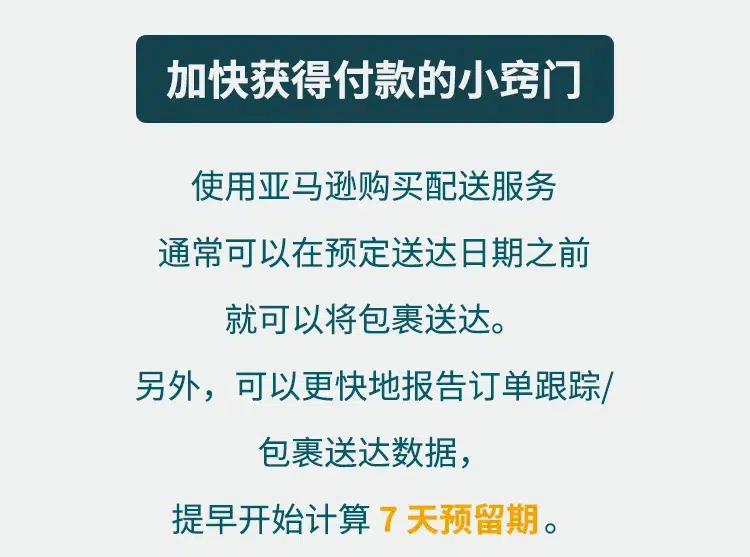 加快获得付款的小窍门
使用亚马逊购买配送服务
通常可以在预定送达日期之前
就可以将包裹送达。
另外，可以更快地报告订单跟踪/
包裹送达数据，
提早开始计算 7 天预留期。